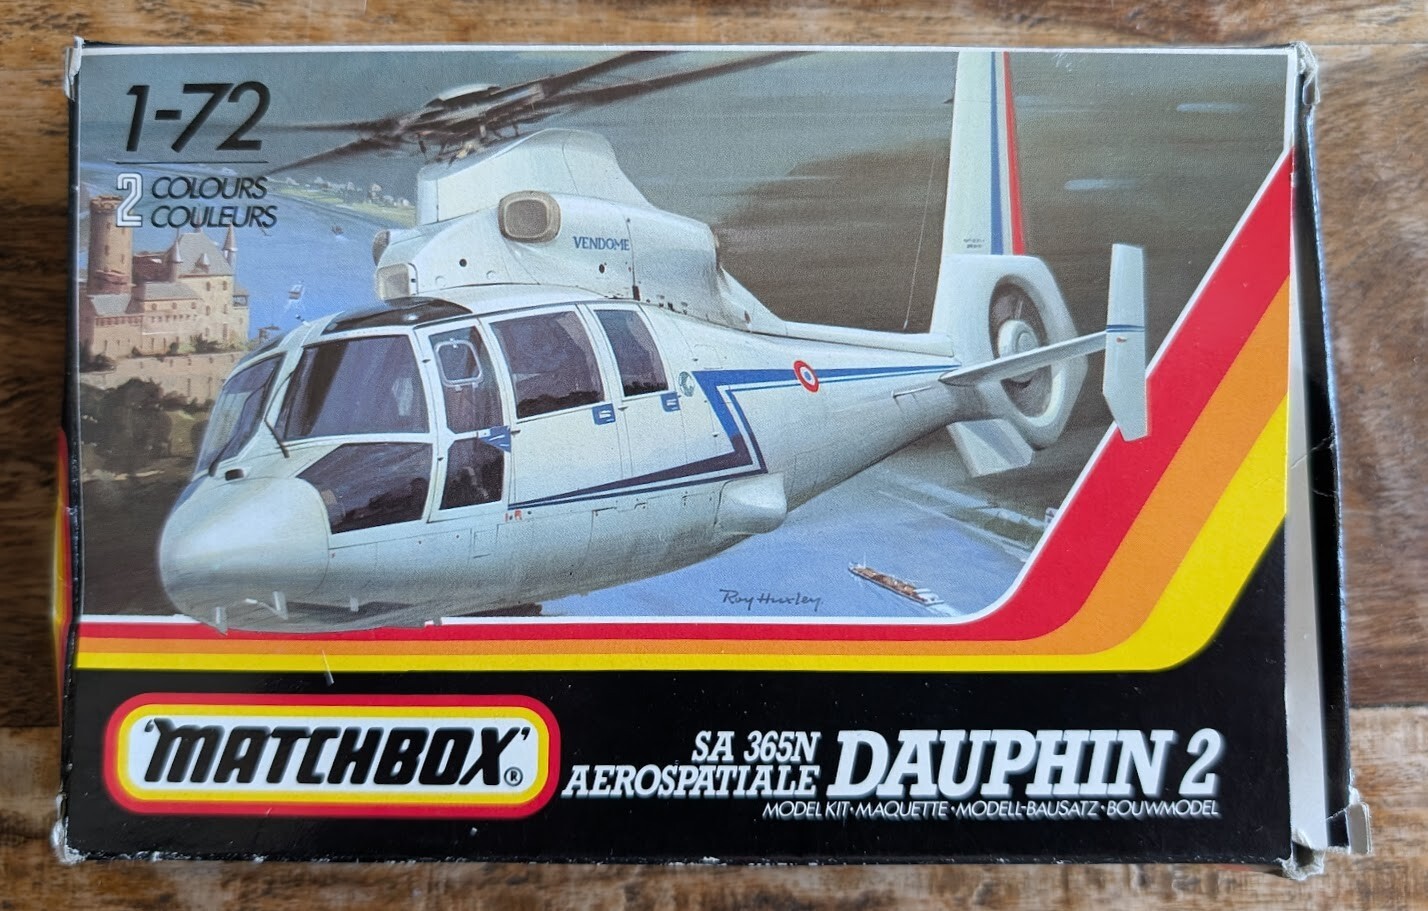 1-72
2 COLOURS
COULEURS
VENDOME
Roy Huxley
'MATCHBOX'®
SA 365N
AEROSPATIALE
DAUPHIN 2
MODEL KIT·MAQUETTE·MODELL-BAUSATZ·BOUWMODEL